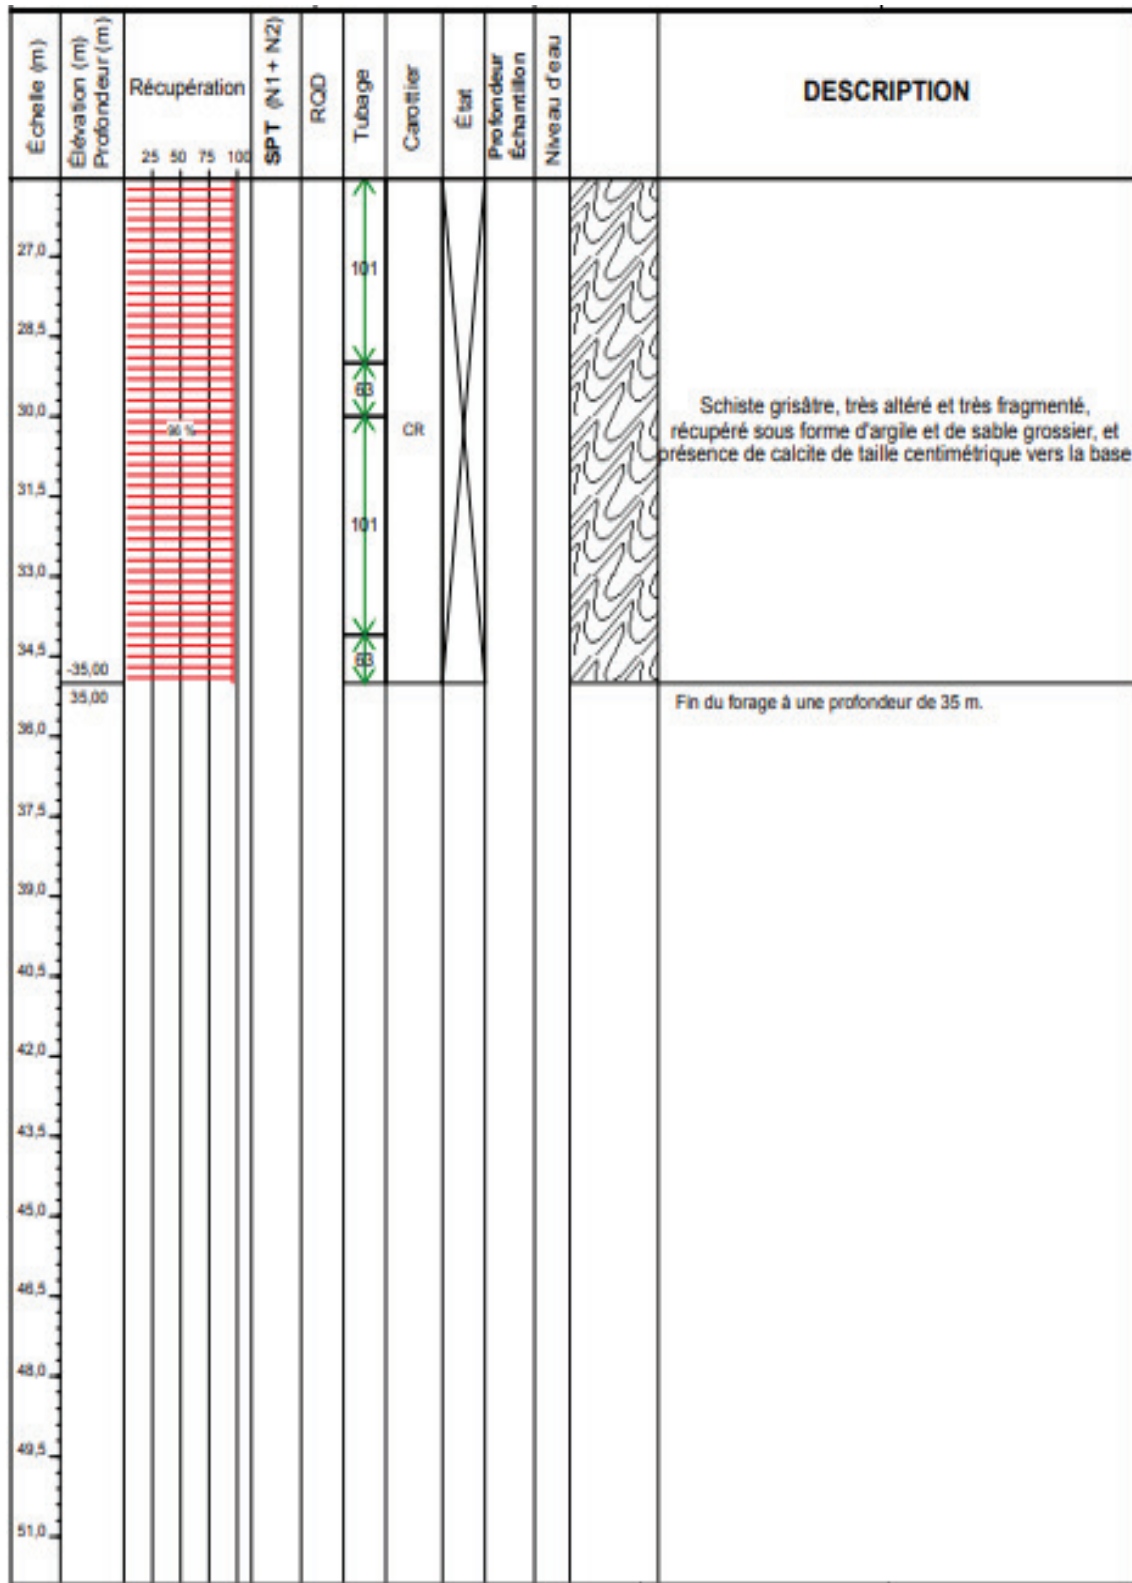 Échelle (m)
Élévation (m)
Profondeur (m)
Récupération
25 50 75 100
SPT (N1 + N2)
RQD
Tubage
Carottier
État
Profondeur
Échantillon
Niveau d'eau
DESCRIPTION
27,0
101
28,5
63
30,0
96 %
CR
Schiste grisâtre, très altéré et très fragmenté,
récupéré sous forme d'argile et de sable grossier, et
présence de calcite de taille centimétrique vers la base
31,5
101
33,0
34,5
63
-35,00
35,00
Fin du forage à une profondeur de 35 m.
36,0
37,5
39,0
40,5
42,0
43,5
45,0
46,5
48,0
49,5
51,0